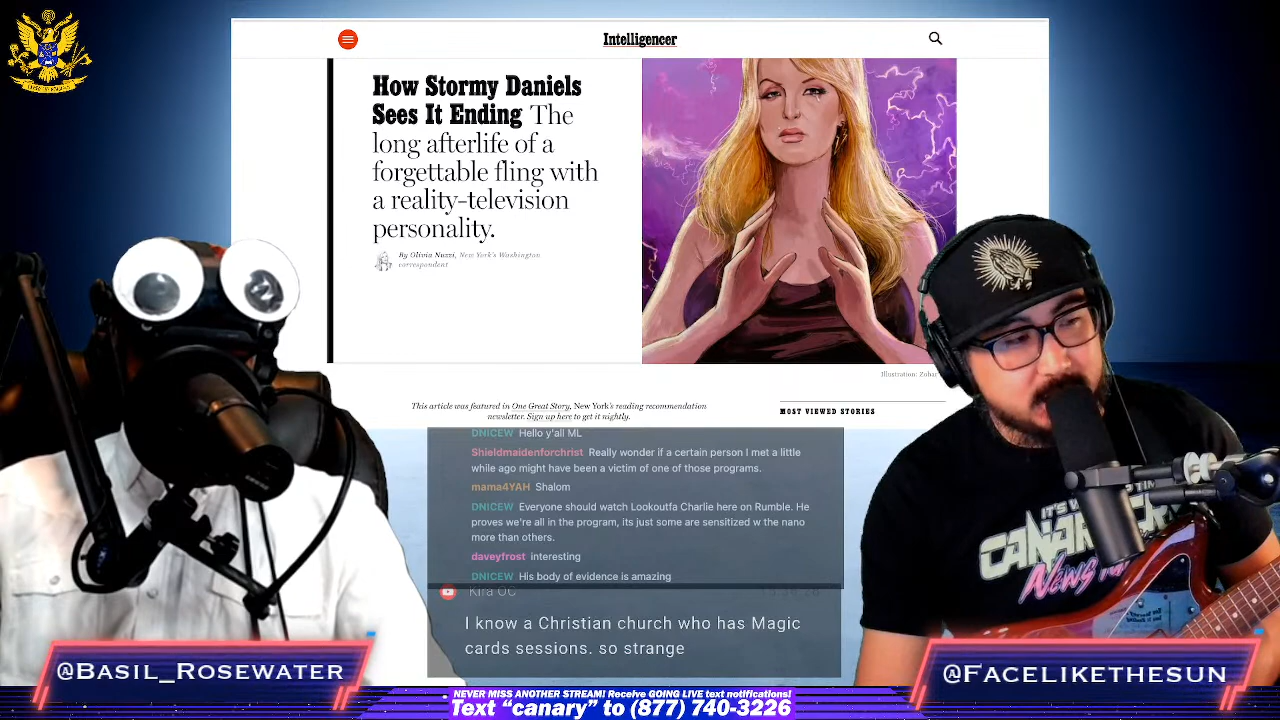 Intelligencer
How Stormy Daniels
Sees It Ending The
long afterlife of a
forgettable fling with
a reality-television
personality.
By Olivia Nuzzi, New York's Washington
correspondent
Illustration: Zohar
This article was featured in One Great Story, New York's reading recommendation
newsletter. Sign up here to get it nightly.
MOST VIEWED STORIES
DNICEW Hello y'all ML
Shieldmaidenforchrist Really wonder if a certain person I met a little
while ago might have been a victim of one of those programs.
mama4YAH Shalom
DNICEW Everyone should watch Lookoutfa Charlie here on Rumble. He
proves we're all in the program, its just some are sensitized w the nano
more than others.
daveyfrost interesting
DNICEW His body of evidence is amazing
Kira OC
I know a Christian church who has Magic
cards sessions. so strange
IT'S
CANARY CRY
News
@BASIL_ROSEWATER
@FACELIKETHESUN
NEVER MISS ANOTHER STREAM! Receive GOING LIVE text notifications!
Text "canary" to (877) 740-3226